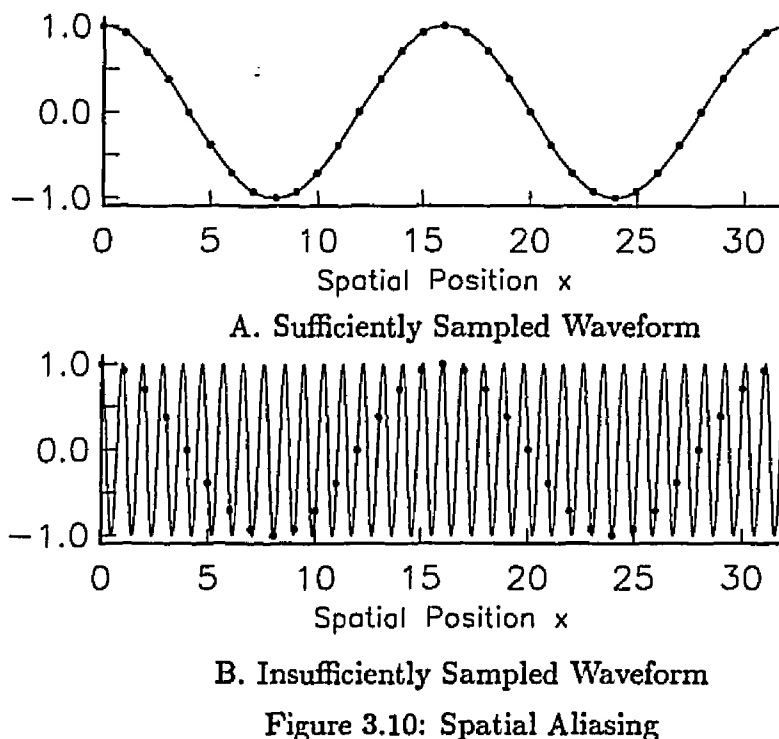 1.0
0.0
−1.0
0 5 10 15 20 25 30
Spatial Position x
A. Sufficiently Sampled Waveform
1.0
0.0
−1.0
0 5 10 15 20 25 30
Spatial Position x
B. Insufficiently Sampled Waveform
Figure 3.10: Spatial Aliasing